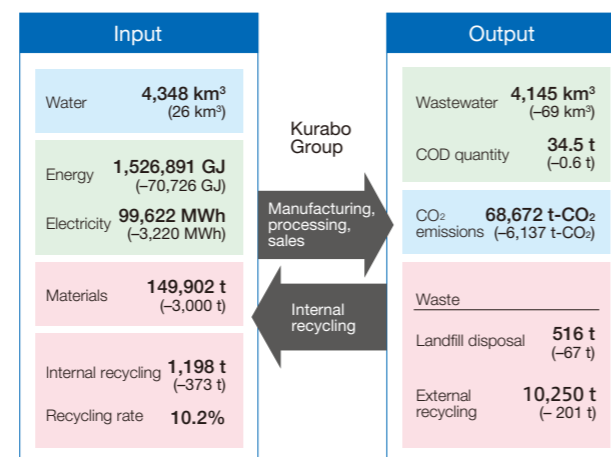 Input
Water 4,348 km³
(26 km³)
Energy 1,526,891 GJ
(–70,726 GJ)
Electricity 99,622 MWh
(–3,220 MWh)
Materials 149,902 t
(–3,000 t)
Internal recycling 1,198 t
(–373 t)
Recycling rate 10.2%
Kurabo
Group
Manufacturing,
processing,
sales
Internal
recycling
Output
Wastewater 4,145 km³
(–69 km³)
COD quantity 34.5 t
(–0.6 t)
CO₂
emissions 68,672 t-CO₂
(–6,137 t-CO₂)
Waste
Landfill disposal 516 t
(–67 t)
External
recycling 10,250 t
(– 201 t)